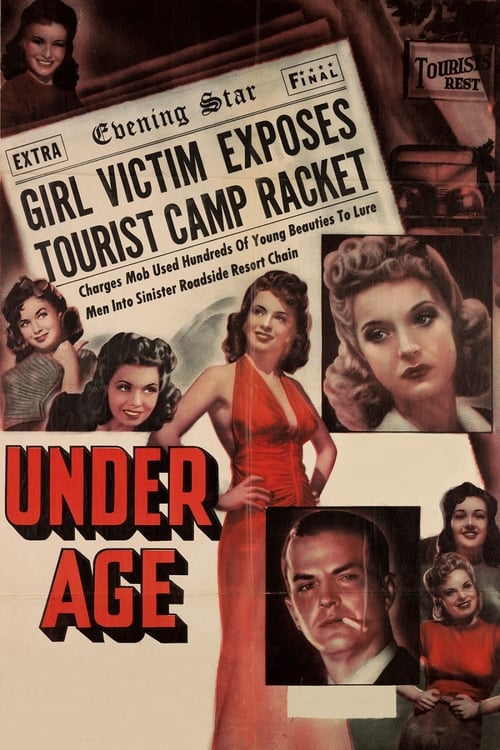 TOURISTS
REST
EXTRA
Evening Star
★★★★
FINAL
GIRL VICTIM EXPOSES
TOURIST CAMP RACKET
Charges Mob Used Hundreds Of Young Beauties To Lure
Men Into Sinister Roadside Resort Chain
UNDER
AGE